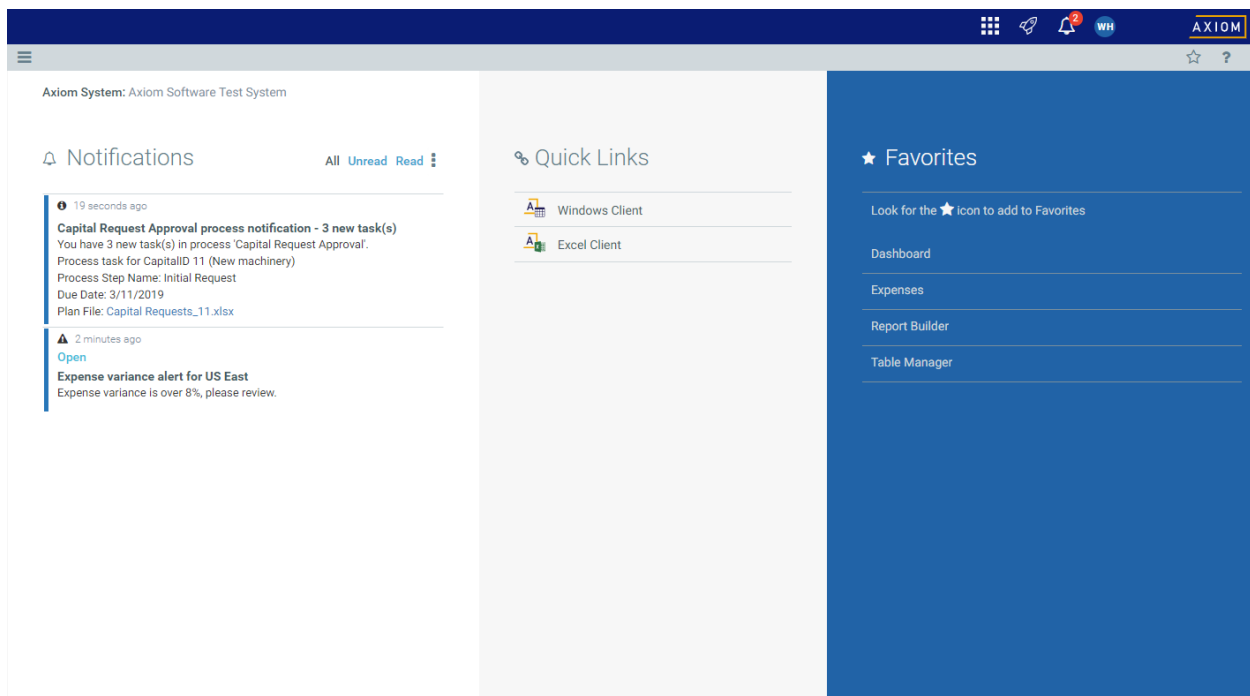 2
WH
AXIOM
?
Axiom System: Axiom Software Test System
Notifications
All Unread Read
19 seconds ago
Capital Request Approval process notification - 3 new task(s)
You have 3 new task(s) in process 'Capital Request Approval'.
Process task for CapitalID 11 (New machinery)
Process Step Name: Initial Request
Due Date: 3/11/2019
Plan File: Capital Requests_11.xlsx
2 minutes ago
Open
Expense variance alert for US East
Expense variance is over 8%, please review.
Quick Links
A Windows Client
A Excel Client
Favorites
Look for the icon to add to Favorites
Dashboard
Expenses
Report Builder
Table Manager